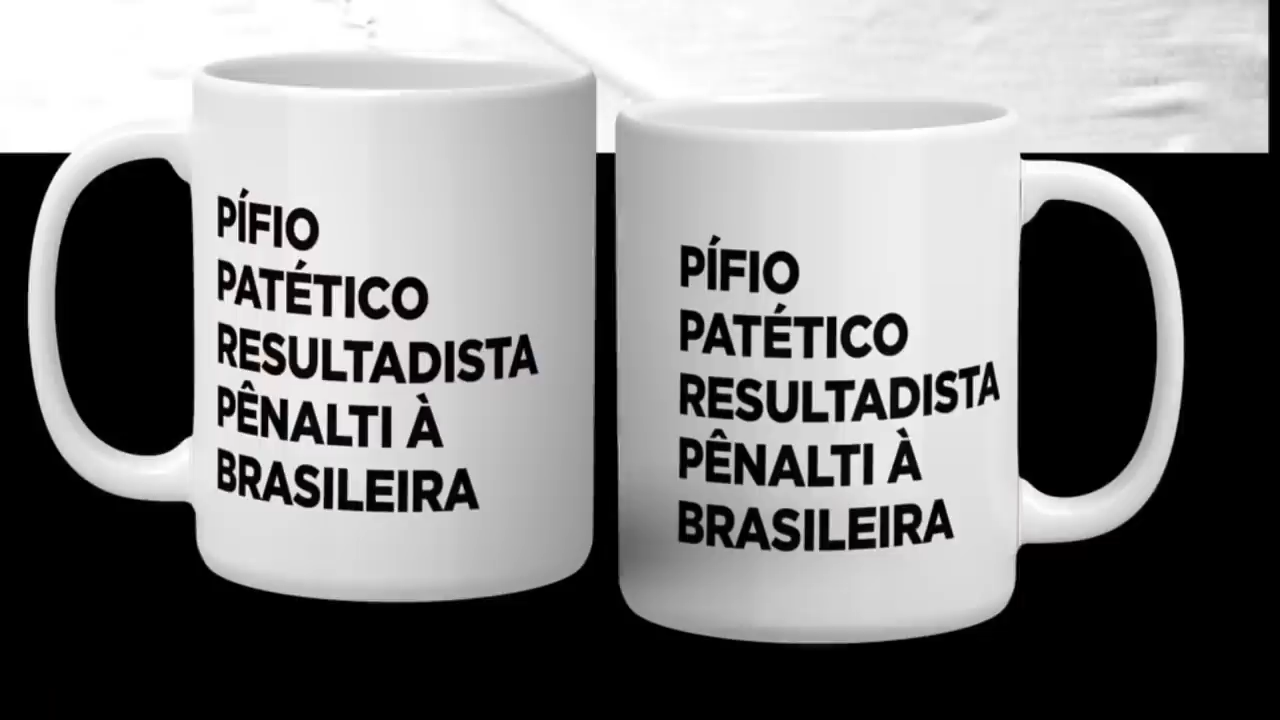 PÍFIO
PATÉTICO
RESULTADISTA
PÊNALTI À
BRASILEIRA
PÍFIO
PATÉTICO
RESULTADISTA
PÊNALTI À
BRASILEIRA